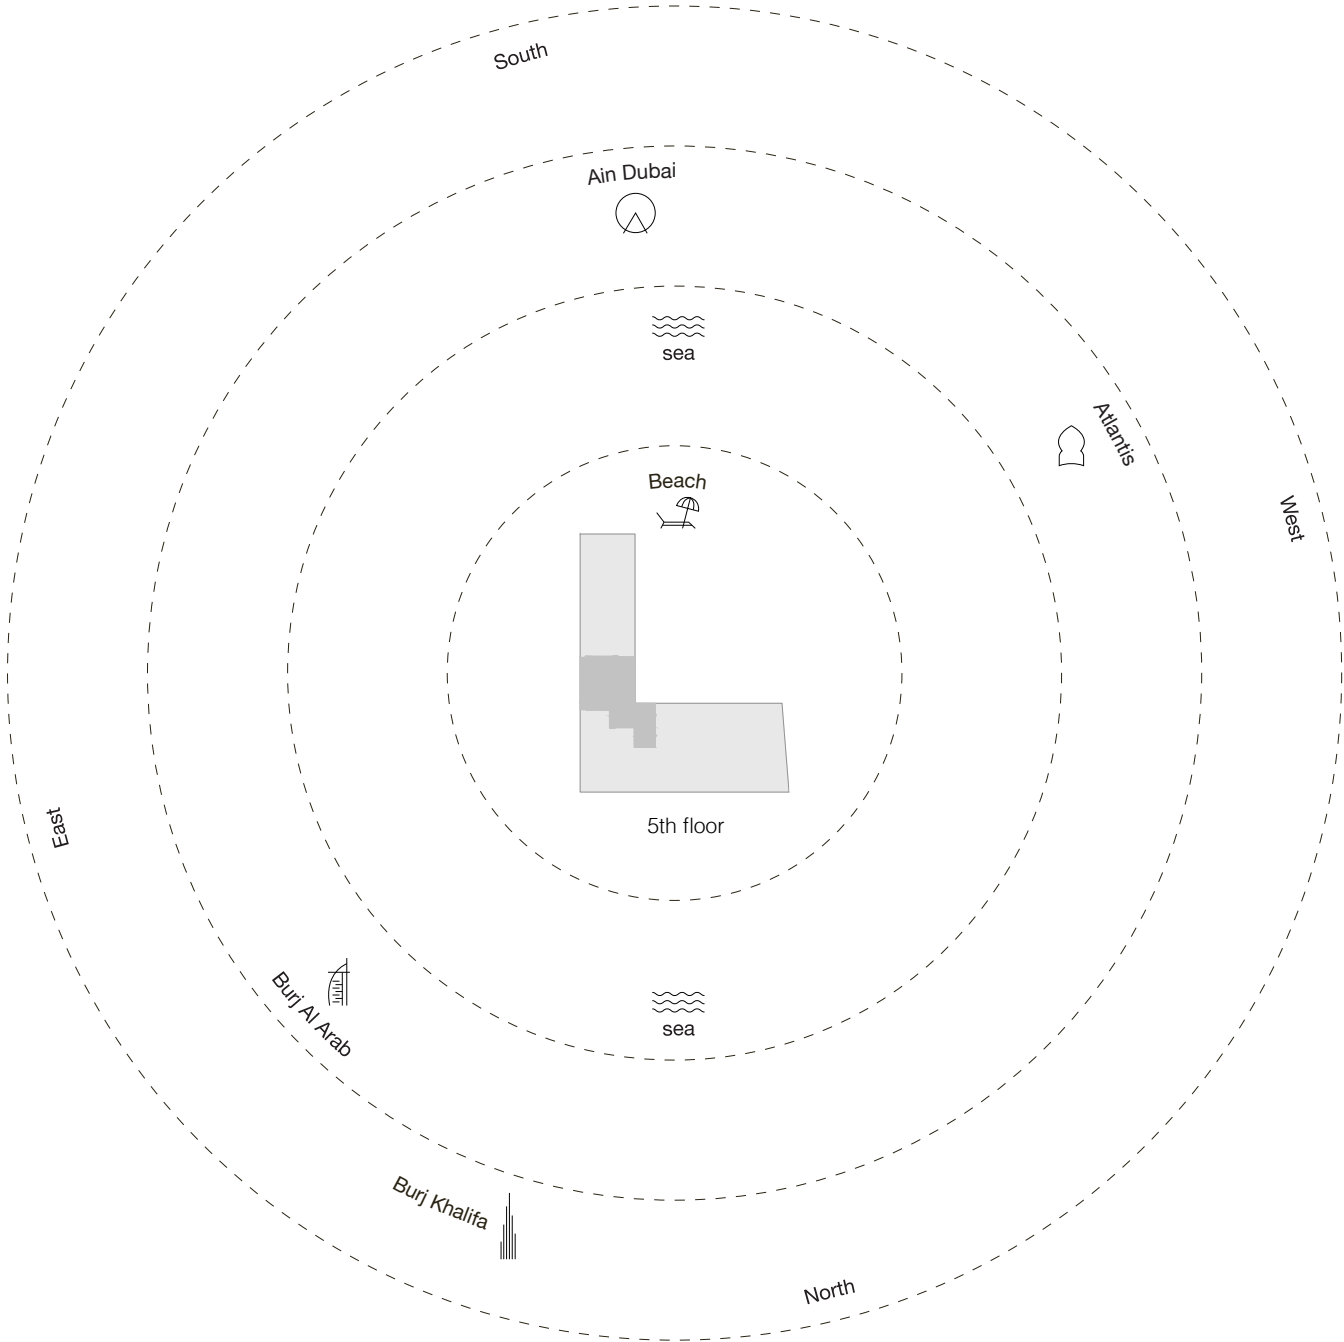 South
Ain Dubai
sea
Atlantis
Beach
West
5th floor
East
Burj Al Arab
sea
Burj Khalifa
North